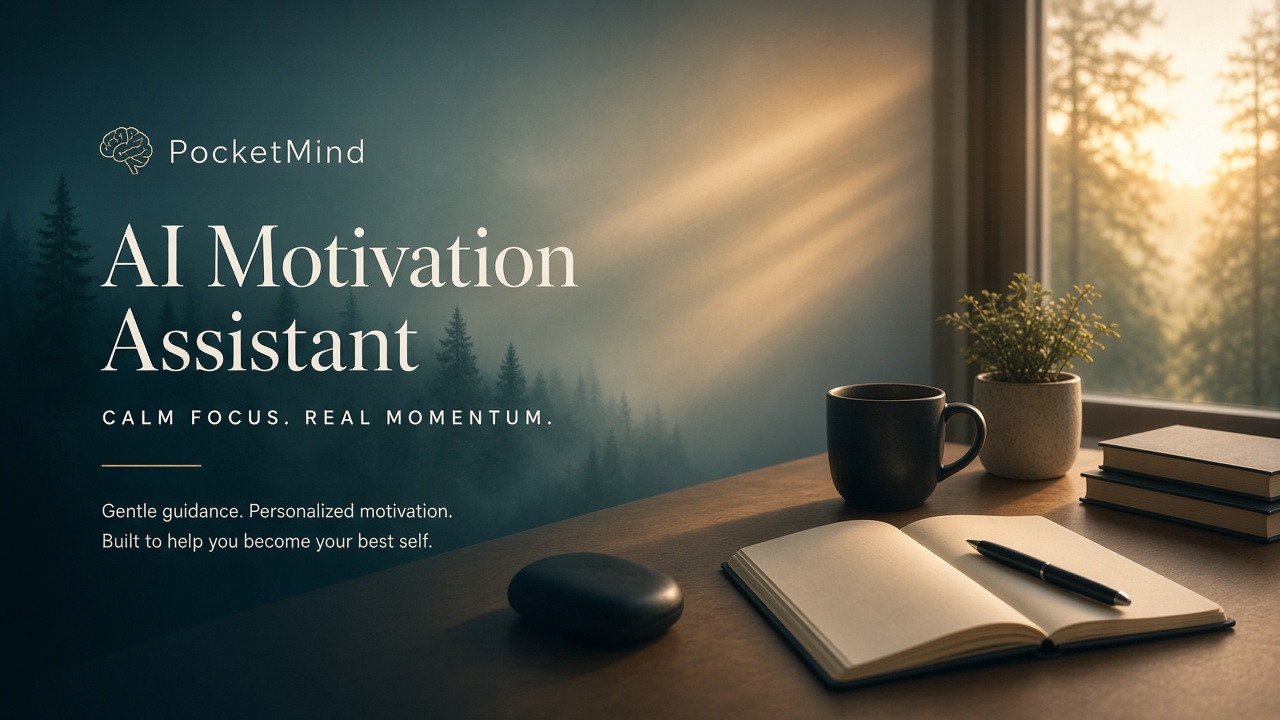 PocketMind
AI Motivation
Assistant
CALM FOCUS. REAL MOMENTUM.
Gentle guidance. Personalized motivation.
Built to help you become your best self.